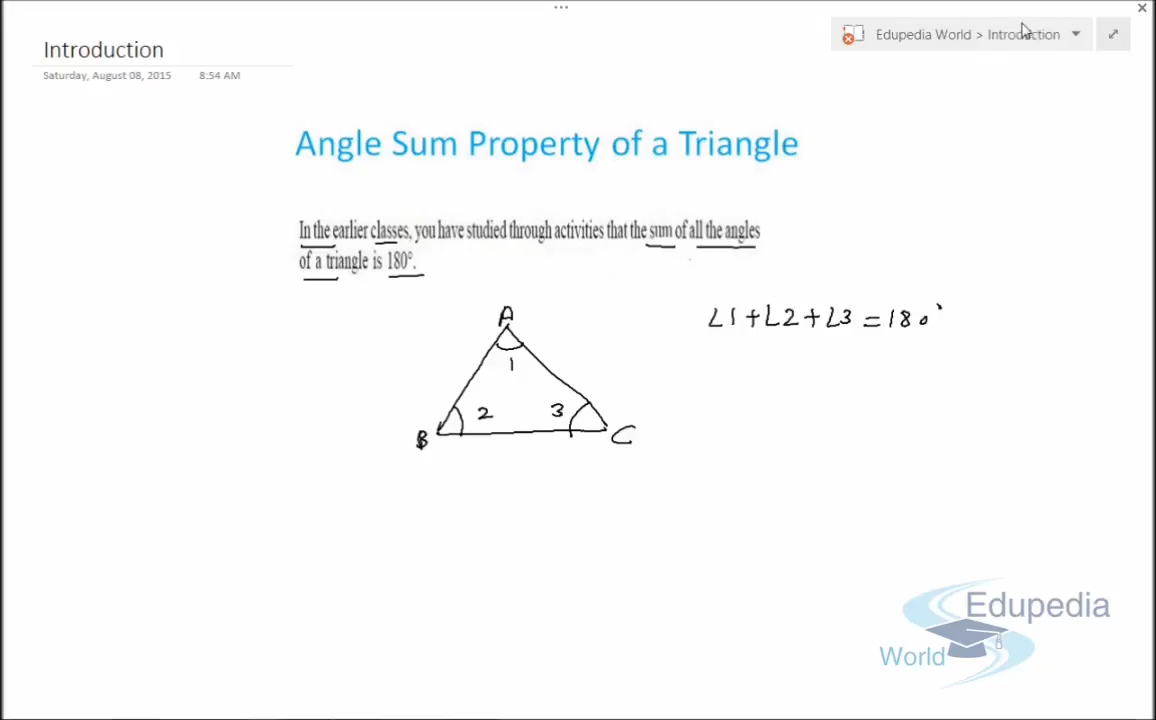 Introduction
Saturday, August 08, 2015 8:54 AM
Edupedia World > Introduction
Angle Sum Property of a Triangle
In the earlier classes, you have studied through activities that the sum of all the angles
of a triangle is 180°.
A
∠1+∠2+∠3=180°
1
2
3
B
C
Edupedia
World